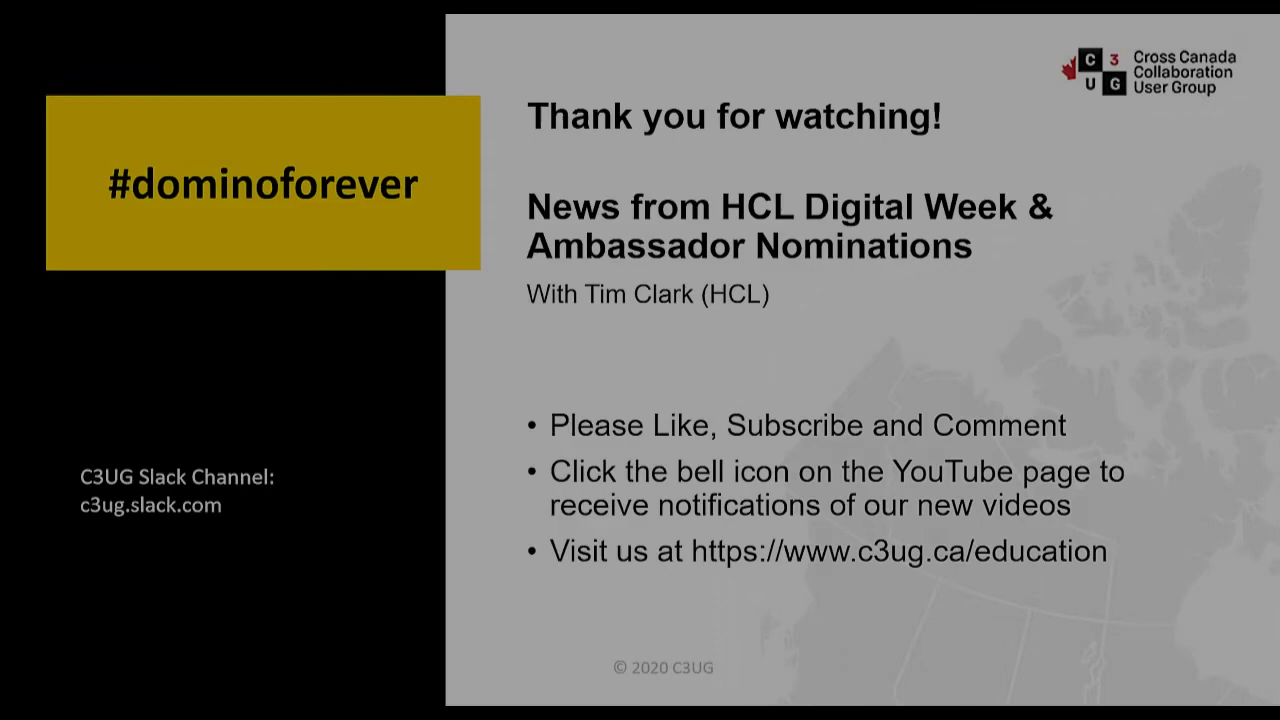 C 3
U G
Cross Canada
Collaboration
User Group
#dominoforever
Thank you for watching!
News from HCL Digital Week &
Ambassador Nominations
With Tim Clark (HCL)
C3UG Slack Channel:
c3ug.slack.com
• Please Like, Subscribe and Comment
• Click the bell icon on the YouTube page to
receive notifications of our new videos
• Visit us at https://www.c3ug.ca/education
© 2020 C3UG